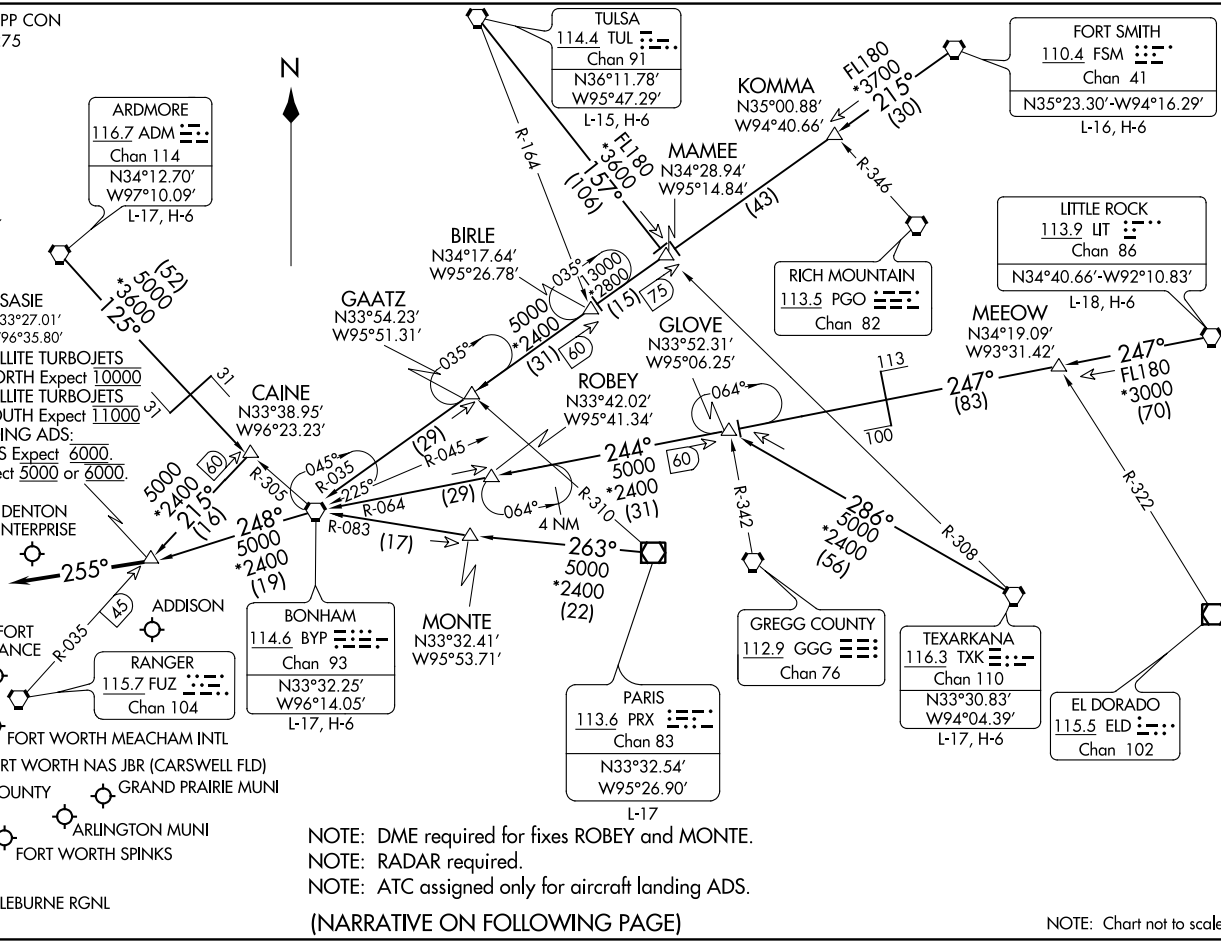 PP CON
75
N
TULSA
114.4 TUL
Chan 91
N36°11.78'
W95°47.29'
L-15, H-6
FORT SMITH
110.4 FSM
Chan 41
N35°23.30'-W94°16.29'
L-16, H-6
KOMMA
N35°00.88'
W94°40.66'
FL180
*3700
215°
(30)
ARDMORE
116.7 ADM
Chan 114
N34°12.70'
W97°10.09'
L-17, H-6
R-164
FL180
*3600
157°
(106)
MAMEE
N34°28.94'
W95°14.84'
(43)
R-346
LITTLE ROCK
113.9 LIT
Chan 86
N34°40.66'-W92°10.83'
L-18, H-6
RICH MOUNTAIN
113.5 PGO
Chan 82
BIRLE
N34°17.64'
W95°26.78'
035°
13000
*2800
(15)
75
(52)
5000
*3600
125°
SASIE
33°27.01'
96°35.80'
GAATZ
N33°54.23'
W95°51.31'
035°
5000
*2400
(31)
60
GLOVE
N33°52.31'
W95°06.25'
MEEOW
N34°19.09'
W93°31.42'
247°
FL180
*3000
(70)
LLITE TURBOJETS
ORTH Expect 10000
LLITE TURBOJETS
OUTH Expect 11000
ING ADS:
S Expect 6000.
ect 5000 or 6000.
31
31
CAINE
N33°38.95'
W96°23.23'
ROBEY
N33°42.02'
W95°41.34'
064°
113
100
247°
(83)
(29)
R-045
045°
R-035
225°
R-064
(29)
064°
4 NM
R-310
244°
5000
*2400
(31)
60
R-342
R-308
R-322
5000
*2400
215°
(16)
60
R-305
R-083
(17)
DENTON
NTERPRISE
255°
248°
5000
*2400
(19)
263°
5000
*2400
(22)
286°
5000
*2400
(56)
45
R-035
ADDISON
FORT
ANCE
RANGER
115.7 FUZ
Chan 104
BONHAM
114.6 BYP
Chan 93
N33°32.25'
W96°14.05'
L-17, H-6
MONTE
N33°32.41'
W95°53.71'
PARIS
113.6 PRX
Chan 83
N33°32.54'
W95°26.90'
L-17
GREGG COUNTY
112.9 GGG
Chan 76
TEXARKANA
116.3 TXK
Chan 110
N33°30.83'
W94°04.39'
L-17, H-6
EL DORADO
115.5 ELD
Chan 102
FORT WORTH MEACHAM INTL
RT WORTH NAS JBR (CARSWELL FLD)
OUNTY
GRAND PRAIRIE MUNI
ARLINGTON MUNI
FORT WORTH SPINKS
LEBURNE RGNL
NOTE: DME required for fixes ROBEY and MONTE.
NOTE: RADAR required.
NOTE: ATC assigned only for aircraft landing ADS.
(NARRATIVE ON FOLLOWING PAGE)
NOTE: Chart not to scale